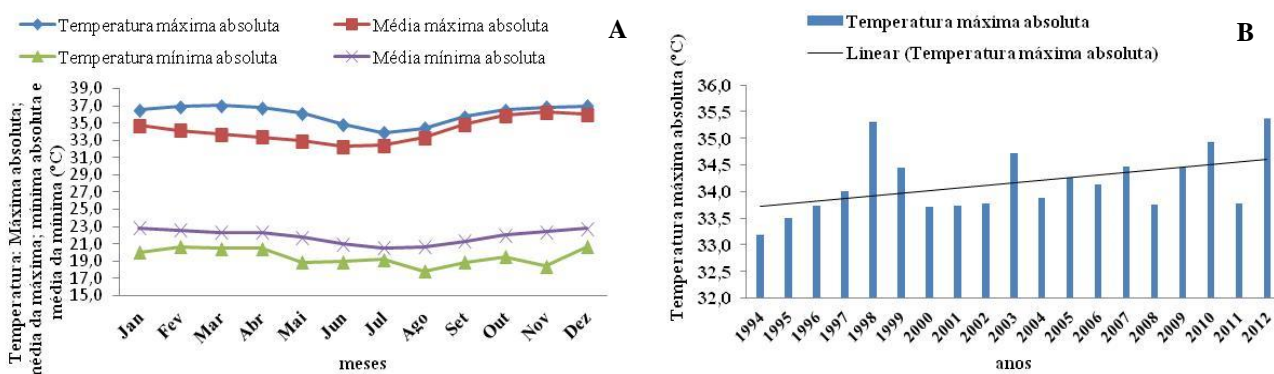 Temperatura máxima absoluta
Média máxima absoluta
Temperatura mínima absoluta
Média mínima absoluta
A
Temperatura: Máxima absoluta;
média da máxima; mínima absoluta e
média da mínima (°C)
39,0
37,0
35,0
33,0
31,0
29,0
27,0
25,0
23,0
21,0
19,0
17,0
15,0
Jan Fev Mar Abr Mai Jun Jul Ago Set Out Nov Dez
meses
Temperatura máxima absoluta
Linear (Temperatura máxima absoluta)
B
Temperatura máxima absoluta (°C)
36,0
35,5
35,0
34,5
34,0
33,5
33,0
32,5
32,0
1994 1995 1996 1997 1998 1999 2000 2001 2002 2003 2004 2005 2006 2007 2008 2009 2010 2011 2012
anos